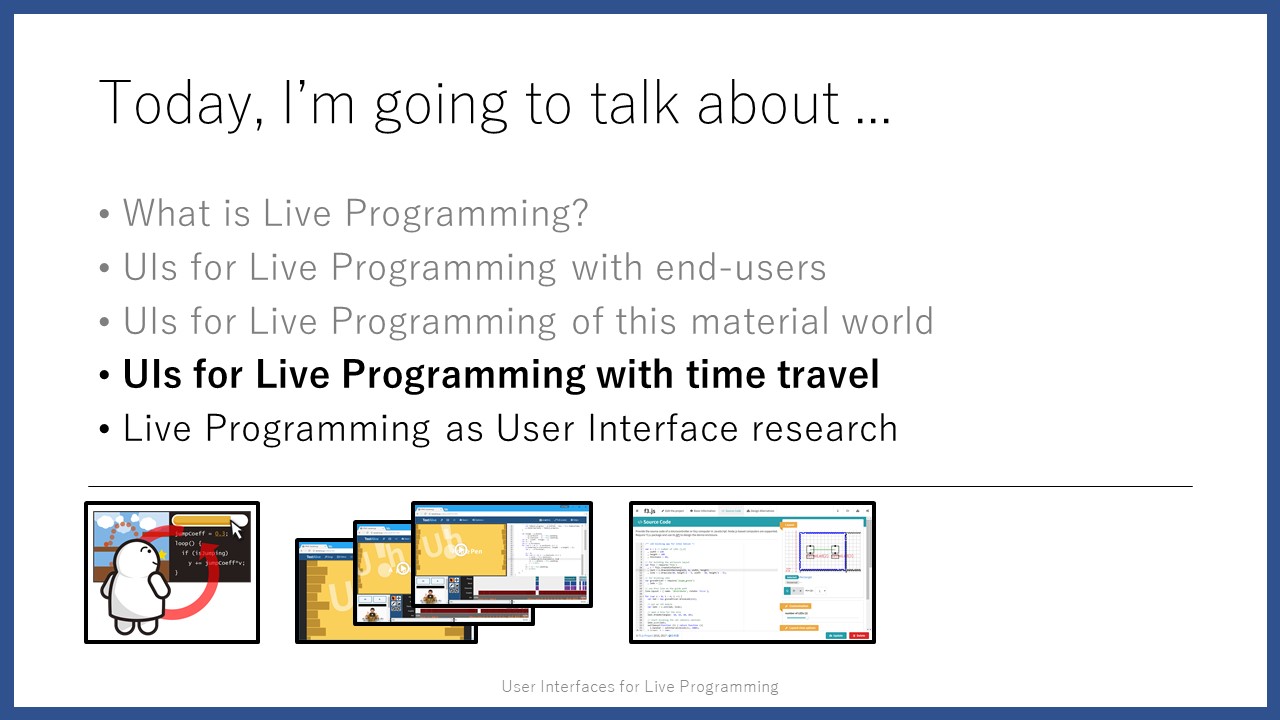 Today, I’m going to talk about …
• What is Live Programming?
• UIs for Live Programming with end-users
• UIs for Live Programming of this material world
• UIs for Live Programming with time travel
• Live Programming as User Interface research
jumpCoeff = 0.3;
loop() {
if (isJumping)
y += jumpCoeff*v;
f3.js
Source Code
User Interfaces for Live Programming